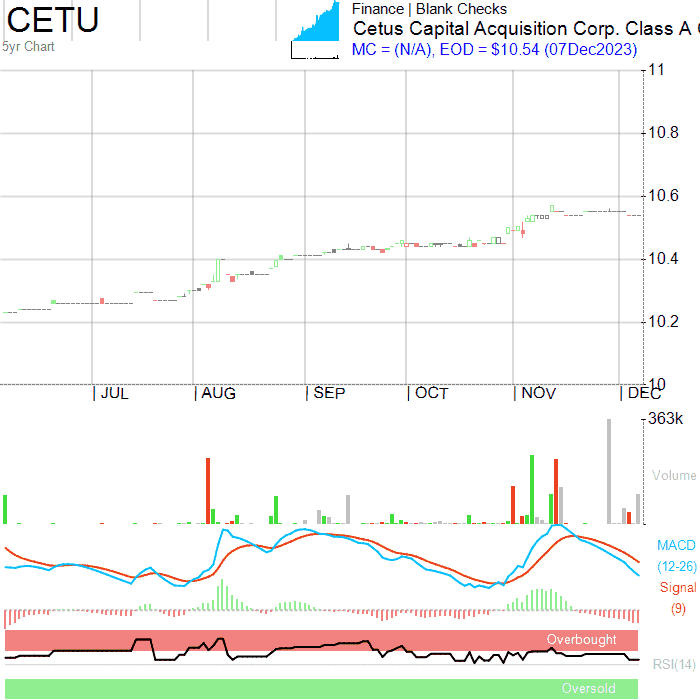 CETU
5yr Chart
Finance | Blank Checks
Cetus Capital Acquisition Corp. Class A
MC = (N/A), EOD = $10.54 (07Dec2023)
11
10.8
10.6
10.4
10.2
10
| JUL | AUG | SEP | OCT | NOV | DEC
363k
Volume
MACD
(12-26)
Signal
(9)
Overbought
RSI(14)
Oversold